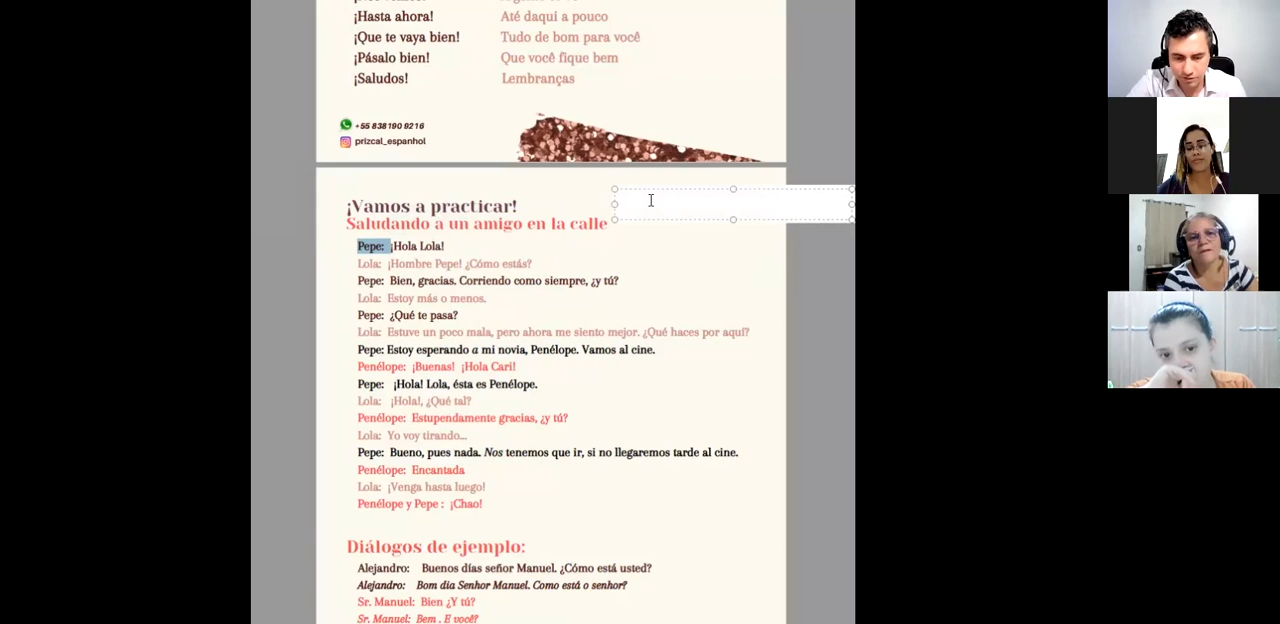 ¡Hasta ahora! Até daqui a pouco
¡Que te vaya bien! Tudo de bom para você
¡Pásalo bien! Que você fique bem
¡Saludos! Lembranças
+55 838190 9216
prizcal_espanhol
¡Vamos a practicar!
Saludando a un amigo en la calle
Pepe: ¡Hola Lola!
Lola: ¡Hombre Pepe! ¿Cómo estás?
Pepe: Bien, gracias. Corriendo como siempre, ¿y tú?
Lola: Estoy más o menos.
Pepe: ¿Qué te pasa?
Lola: Estuve un poco mala, pero ahora me siento mejor. ¿Qué haces por aquí?
Pepe: Estoy esperando a mi novia, Penélope. Vamos al cine.
Penélope: ¡Buenas! ¡Hola Cari!
Pepe: ¡Hola! Lola, ésta es Penélope.
Lola: ¡Hola!, ¿Qué tal?
Penélope: Estupendamente gracias, ¿y tú?
Lola: Yo voy tirando...
Pepe: Bueno, pues nada. Nos tenemos que ir, si no llegaremos tarde al cine.
Penélope: Encantada
Lola: ¡Venga hasta luego!
Penélope y Pepe : ¡Chao!
Diálogos de ejemplo:
Alejandro: Buenos días señor Manuel. ¿Cómo está usted?
Alejandro: Bom dia Senhor Manuel. Como está o senhor?
Sr. Manuel: Bien ¿Y tú?
Sr. Manuel: Bem . E você?